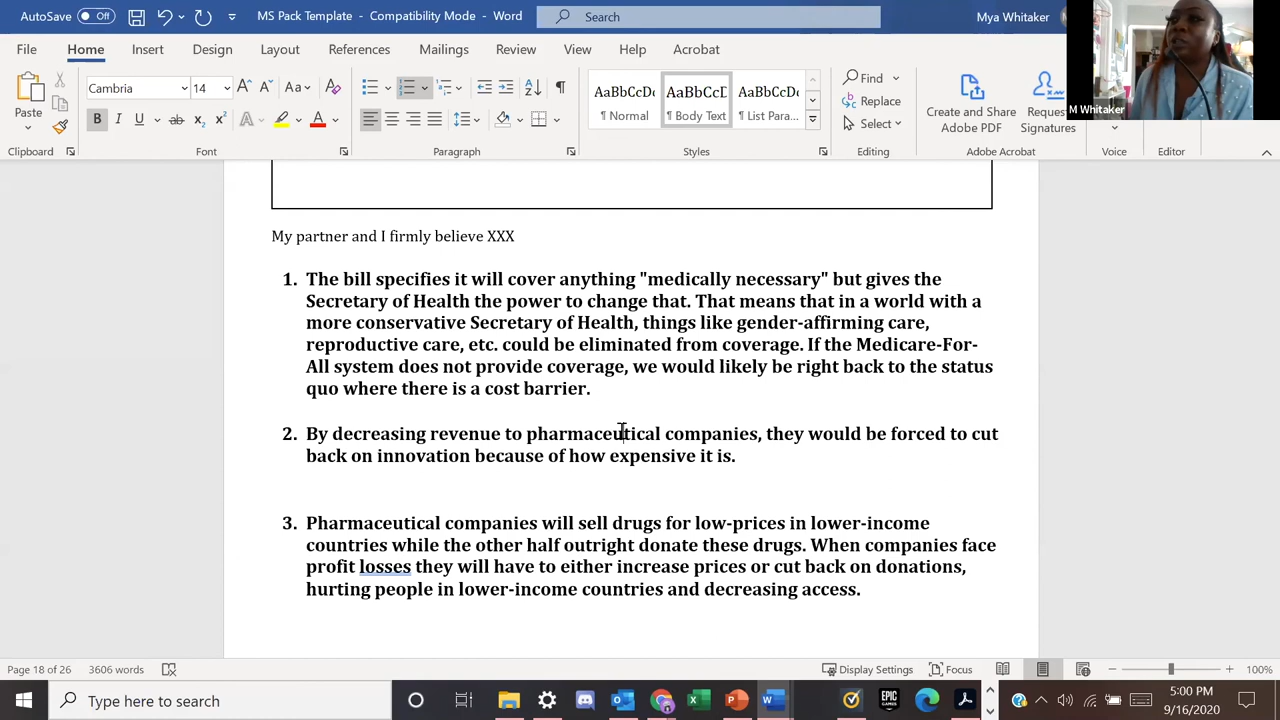 AutoSave Off MS Pack Template - Compatibility Mode - Word Search Mya Whitaker
File Home Insert Design Layout References Mailings Review View Help Acrobat
Paste
Cambria 14
AaBbCcDc AaBbCcI AaBbCcDc
¶ Normal ¶ Body Text ¶ List Para...
Find
Replace
Select
Create and Share
Adobe PDF
Request
Signatures
M Whitaker
Clipboard Font Paragraph Styles Editing Adobe Acrobat Voice Editor
My partner and I firmly believe XXX
1. The bill specifies it will cover anything "medically necessary" but gives the
Secretary of Health the power to change that. That means that in a world with a
more conservative Secretary of Health, things like gender-affirming care,
reproductive care, etc. could be eliminated from coverage. If the Medicare-For-
All system does not provide coverage, we would likely be right back to the status
quo where there is a cost barrier.
2. By decreasing revenue to pharmaceutical companies, they would be forced to cut
back on innovation because of how expensive it is.
3. Pharmaceutical companies will sell drugs for low-prices in lower-income
countries while the other half outright donate these drugs. When companies face
profit losses they will have to either increase prices or cut back on donations,
hurting people in lower-income countries and decreasing access.
Page 18 of 26 3606 words Display Settings Focus 100%
Type here to search
EPIC GAMES
5:00 PM
9/16/2020